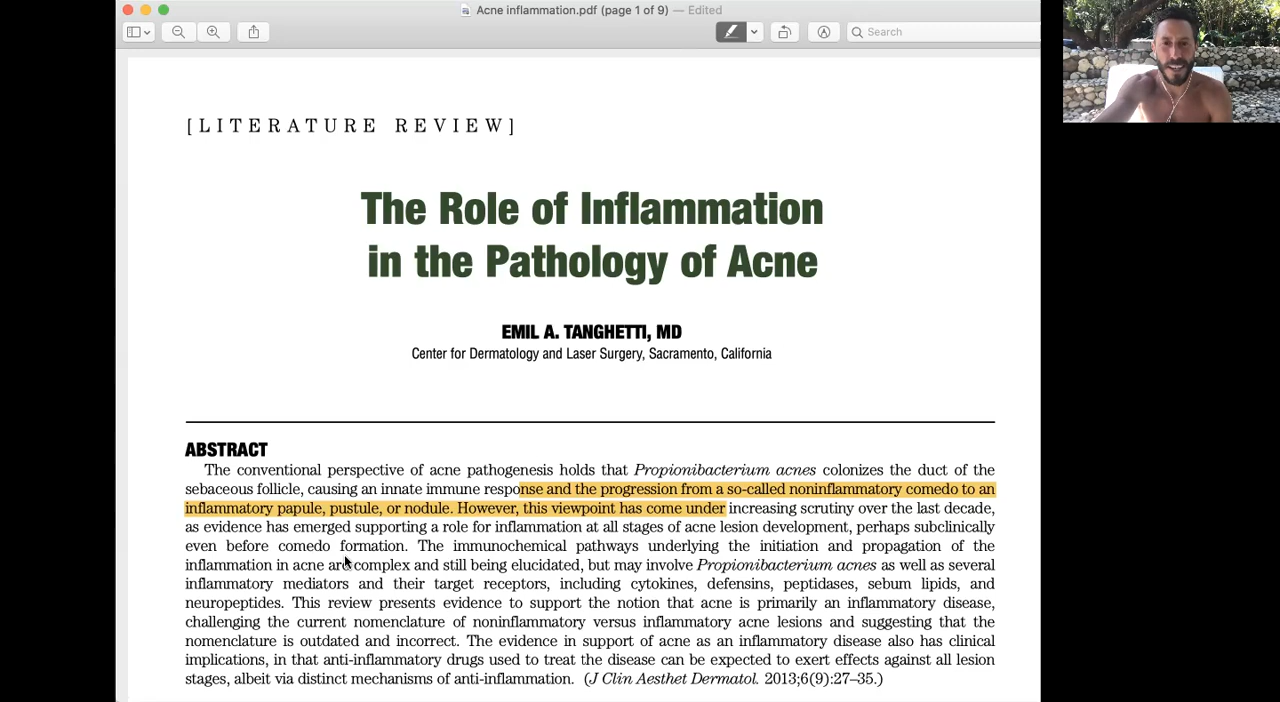 Acne inflammation.pdf (page 1 of 9) — Edited
Search
[LITERATURE REVIEW]
The Role of Inflammation
in the Pathology of Acne
EMIL A. TANGHETTI, MD
Center for Dermatology and Laser Surgery, Sacramento, California
ABSTRACT
The conventional perspective of acne pathogenesis holds that Propionibacterium acnes colonizes the duct of the
sebaceous follicle, causing an innate immune response and the progression from a so-called noninflammatory comedo to an
inflammatory papule, pustule, or nodule. However, this viewpoint has come under increasing scrutiny over the last decade,
as evidence has emerged supporting a role for inflammation at all stages of acne lesion development, perhaps subclinically
even before comedo formation. The immunochemical pathways underlying the initiation and propagation of the
inflammation in acne are complex and still being elucidated, but may involve Propionibacterium acnes as well as several
inflammatory mediators and their target receptors, including cytokines, defensins, peptidases, sebum lipids, and
neuropeptides. This review presents evidence to support the notion that acne is primarily an inflammatory disease,
challenging the current nomenclature of noninflammatory versus inflammatory acne lesions and suggesting that the
nomenclature is outdated and incorrect. The evidence in support of acne as an inflammatory disease also has clinical
implications, in that anti-inflammatory drugs used to treat the disease can be expected to exert effects against all lesion
stages, albeit via distinct mechanisms of anti-inflammation. (J Clin Aesthet Dermatol. 2013;6(9):27–35.)